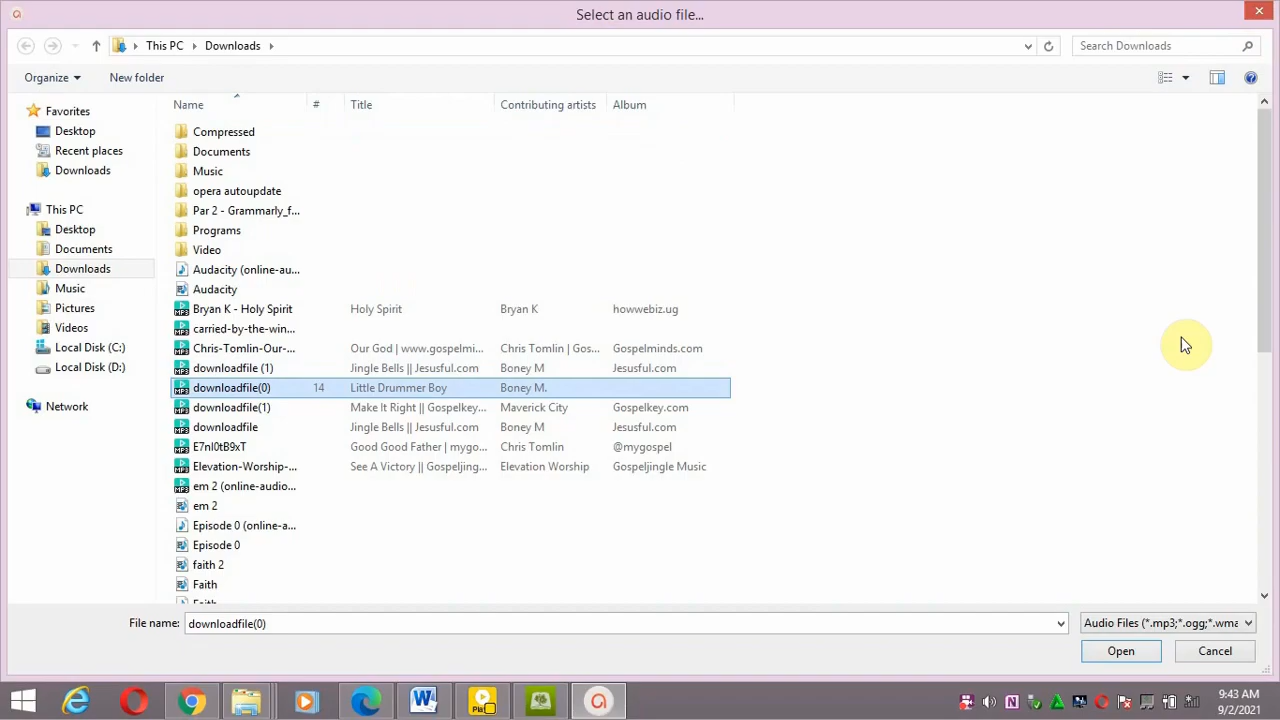 Select an audio file...
This PC Downloads
Search Downloads
Organize New folder
Name # Title Contributing artists Album
Favorites
Desktop
Recent places
Downloads
This PC
Desktop
Documents
Downloads
Music
Pictures
Videos
Local Disk (C:)
Local Disk (D:)
Network
Compressed
Documents
Music
opera autoupdate
Par 2 - Grammarly_f...
Programs
Video
Audacity (online-au...
Audacity
Bryan K - Holy Spirit Holy Spirit Bryan K howwebiz.ug
carried-by-the-win...
Chris-Tomlin-Our-... Our God | www.gospelmi... Chris Tomlin | Gos... Gospelminds.com
downloadfile (1) Jingle Bells || Jesusful.com Boney M Jesusful.com
downloadfile(0) 14 Little Drummer Boy Boney M.
downloadfile(1) Make It Right || Gospelkey... Maverick City Gospelkey.com
downloadfile Jingle Bells || Jesusful.com Boney M Jesusful.com
E7nI0tB9xT Good Good Father | mygo... Chris Tomlin @mygospel
Elevation-Worship-... See A Victory || Gospeljing... Elevation Worship Gospeljingle Music
em 2 (online-audio...
em 2
Episode 0 (online-a...
Episode 0
faith 2
Faith
Faith
File name: downloadfile(0) Audio Files (*.mp3;*.ogg;*.wma
Open Cancel
9:43 AM
9/2/2021